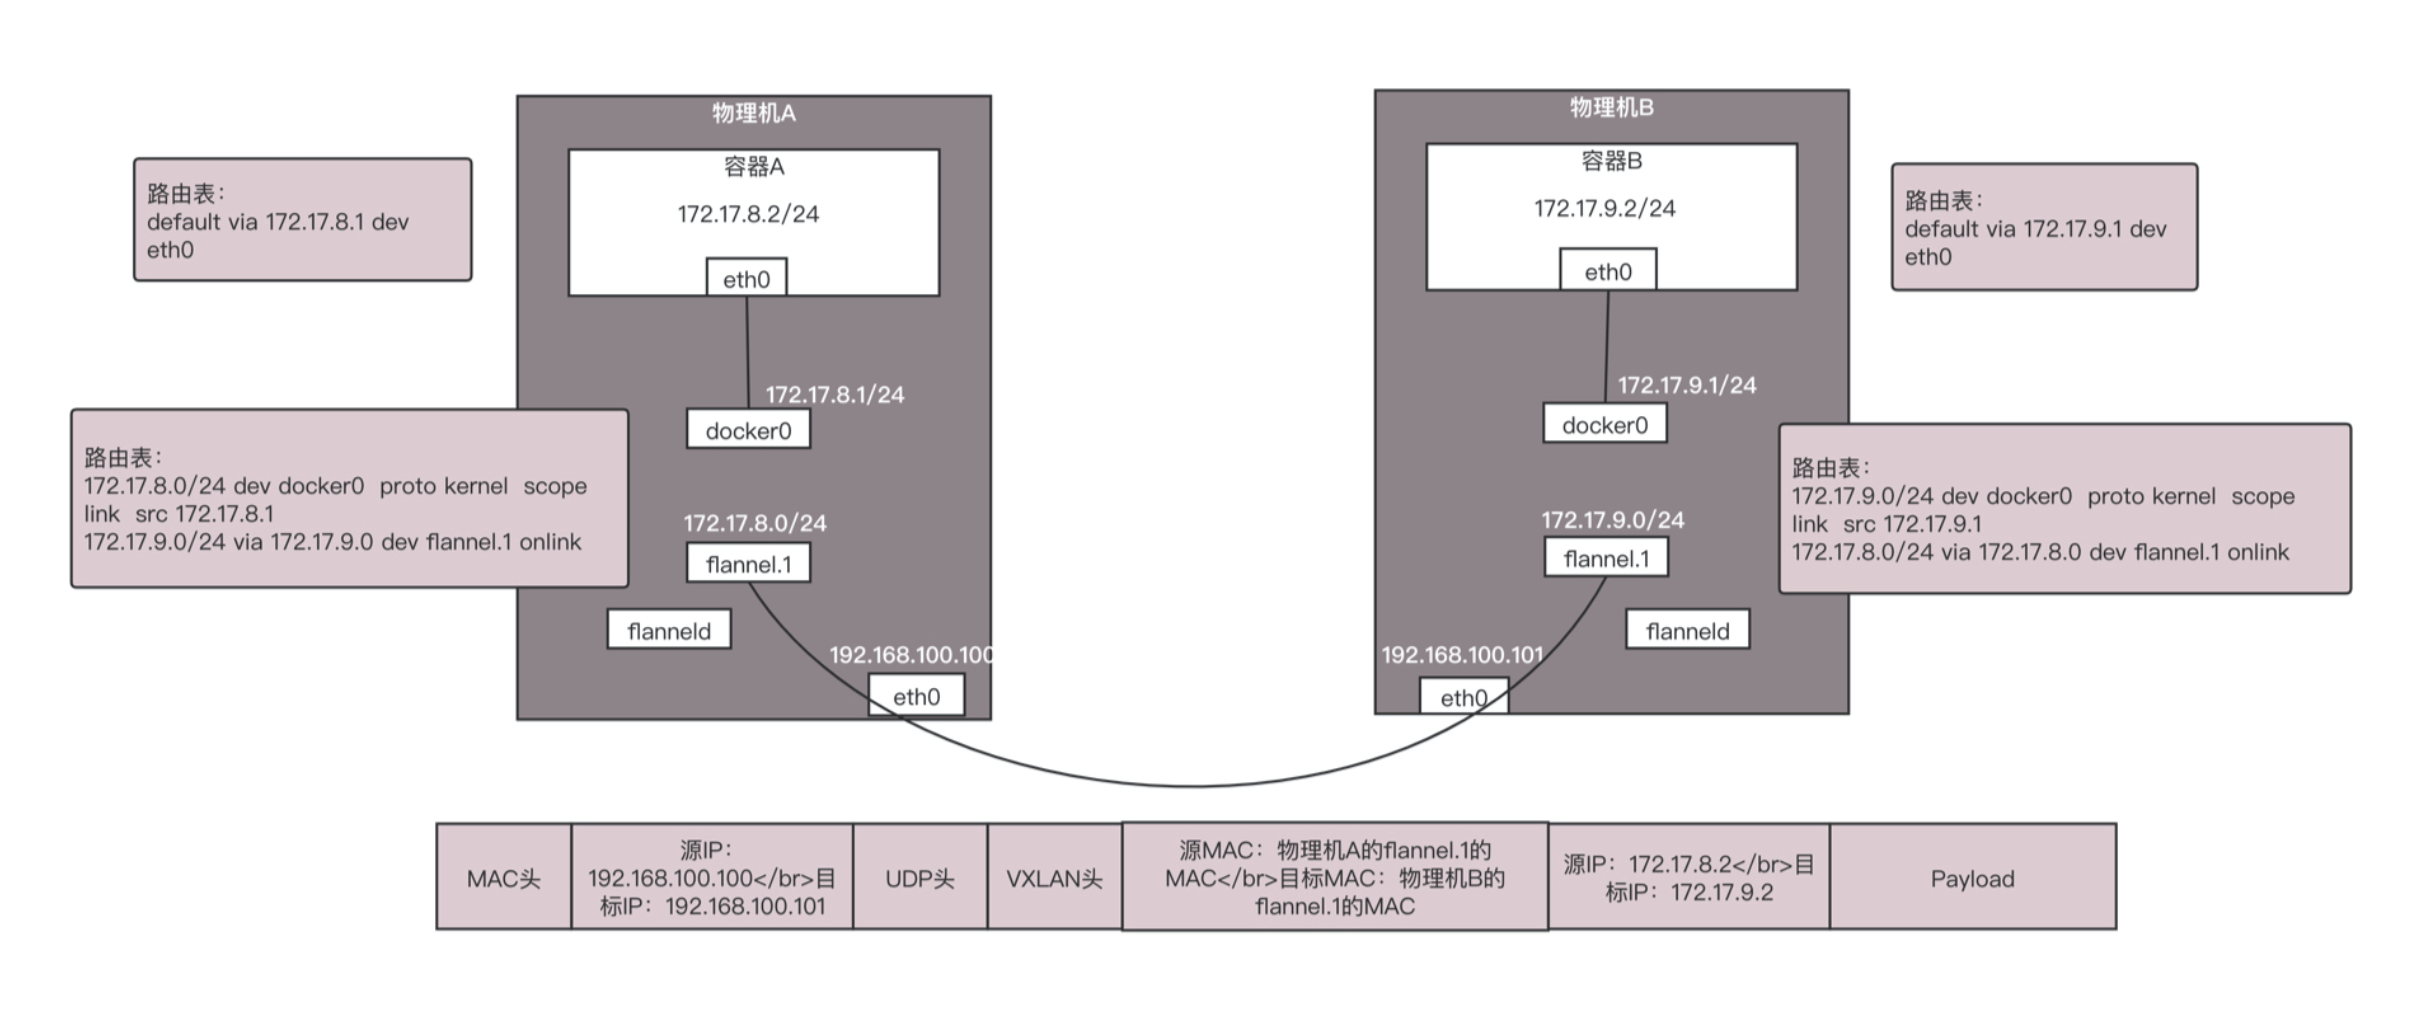 物理机A
容器A
172.17.8.2/24
eth0
路由表：
default via 172.17.8.1 dev
eth0
172.17.8.1/24
docker0
路由表：
172.17.8.0/24 dev docker0  proto kernel  scope
link  src 172.17.8.1
172.17.9.0/24 via 172.17.9.0 dev flannel.1 onlink
172.17.8.0/24
flannel.1
flanneld
192.168.100.100
eth0
物理机B
容器B
172.17.9.2/24
eth0
路由表：
default via 172.17.9.1 dev
eth0
172.17.9.1/24
docker0
路由表：
172.17.9.0/24 dev docker0  proto kernel  scope
link  src 172.17.9.1
172.17.8.0/24 via 172.17.8.0 dev flannel.1 onlink
172.17.9.0/24
flannel.1
flanneld
192.168.100.101
eth0
MAC头
源IP：
192.168.100.100</br>目
标IP：192.168.100.101
UDP头
VXLAN头
源MAC：物理机A的flannel.1的
MAC</br>目标MAC：物理机B的
flannel.1的MAC
源IP：172.17.8.2</br>目
标IP：172.17.9.2
Payload